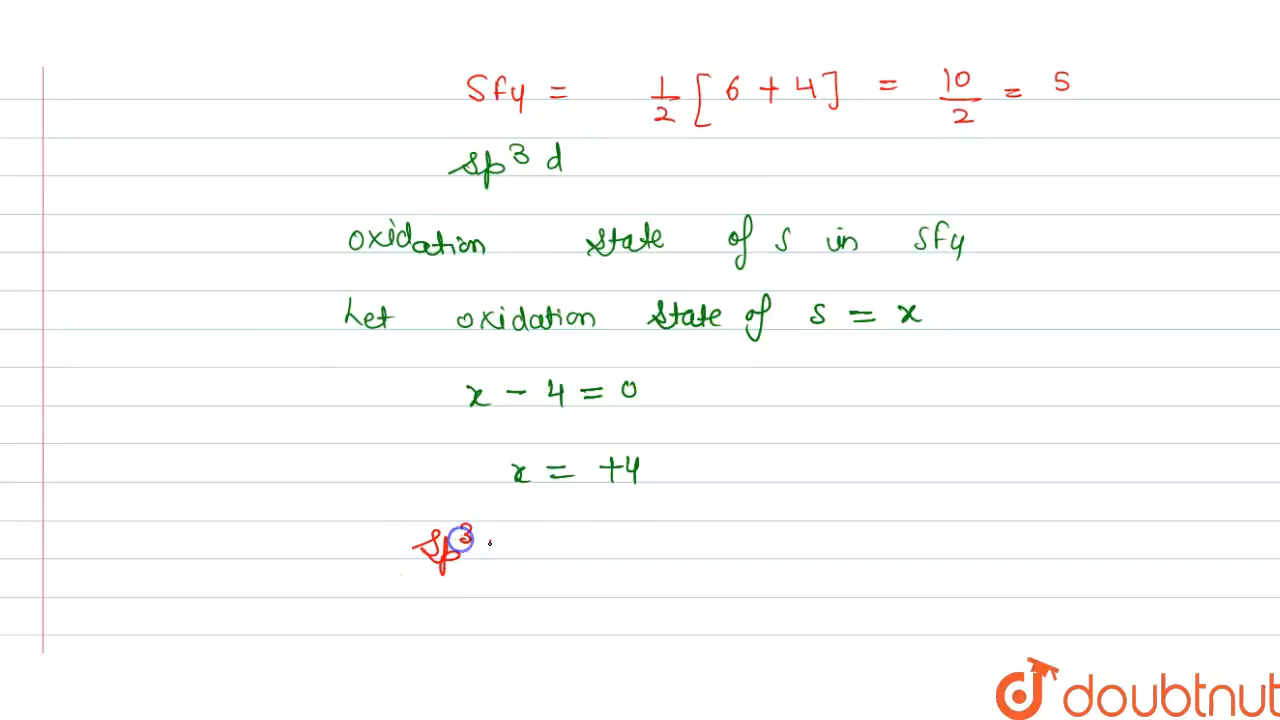 SF4 = 1/2 [ 6 + 4 ] = 10/2 = 5
sp³ d
oxidation state of S in SF4
Let oxidation state of S = x
x - 4 = 0
x = +4
sp³
doubtnut